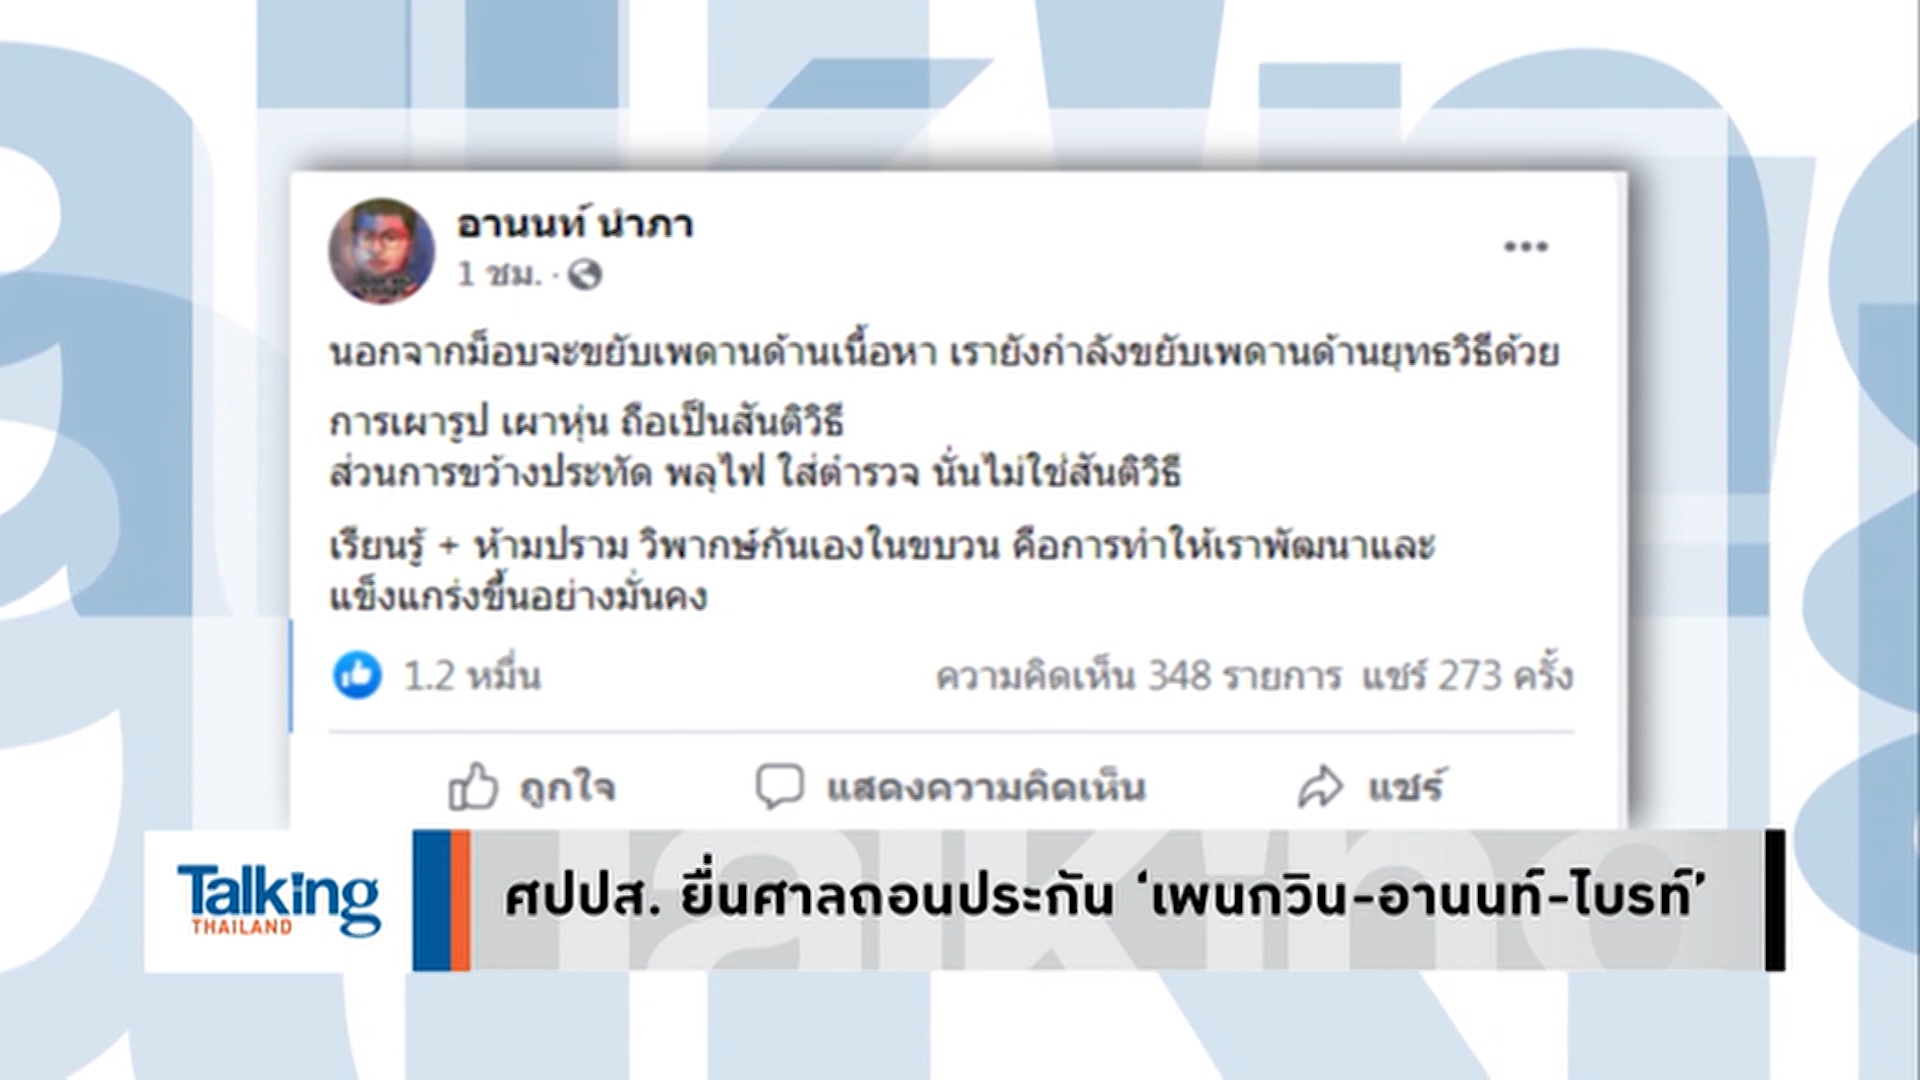 อานนท์ นำภา
1 ชม. ·
นอกจากม็อบจะขยับเพดานด้านเนื้อหา เรายังกำลังขยับเพดานด้านยุทธวิธีด้วย
การเผารูป เผาหุ่น ถือเป็นสันติวิธี
ส่วนการขว้างประทัด พลุไฟ ใส่ตำรวจ นั่นไม่ใช่สันติวิธี
เรียนรู้ + ห้ามปราม วิพากษ์กันเองในขบวน คือการทำให้เราพัฒนาและ
แข็งแกร่งขึ้นอย่างมั่นคง
1.2 หมื่น ความคิดเห็น 348 รายการ แชร์ 273 ครั้ง
ถูกใจ แสดงความคิดเห็น แชร์
Talking
THAILAND
ศปปส. ยื่นศาลถอนประกัน ‘เพนกวิน-อานนท์-ไบรท์’